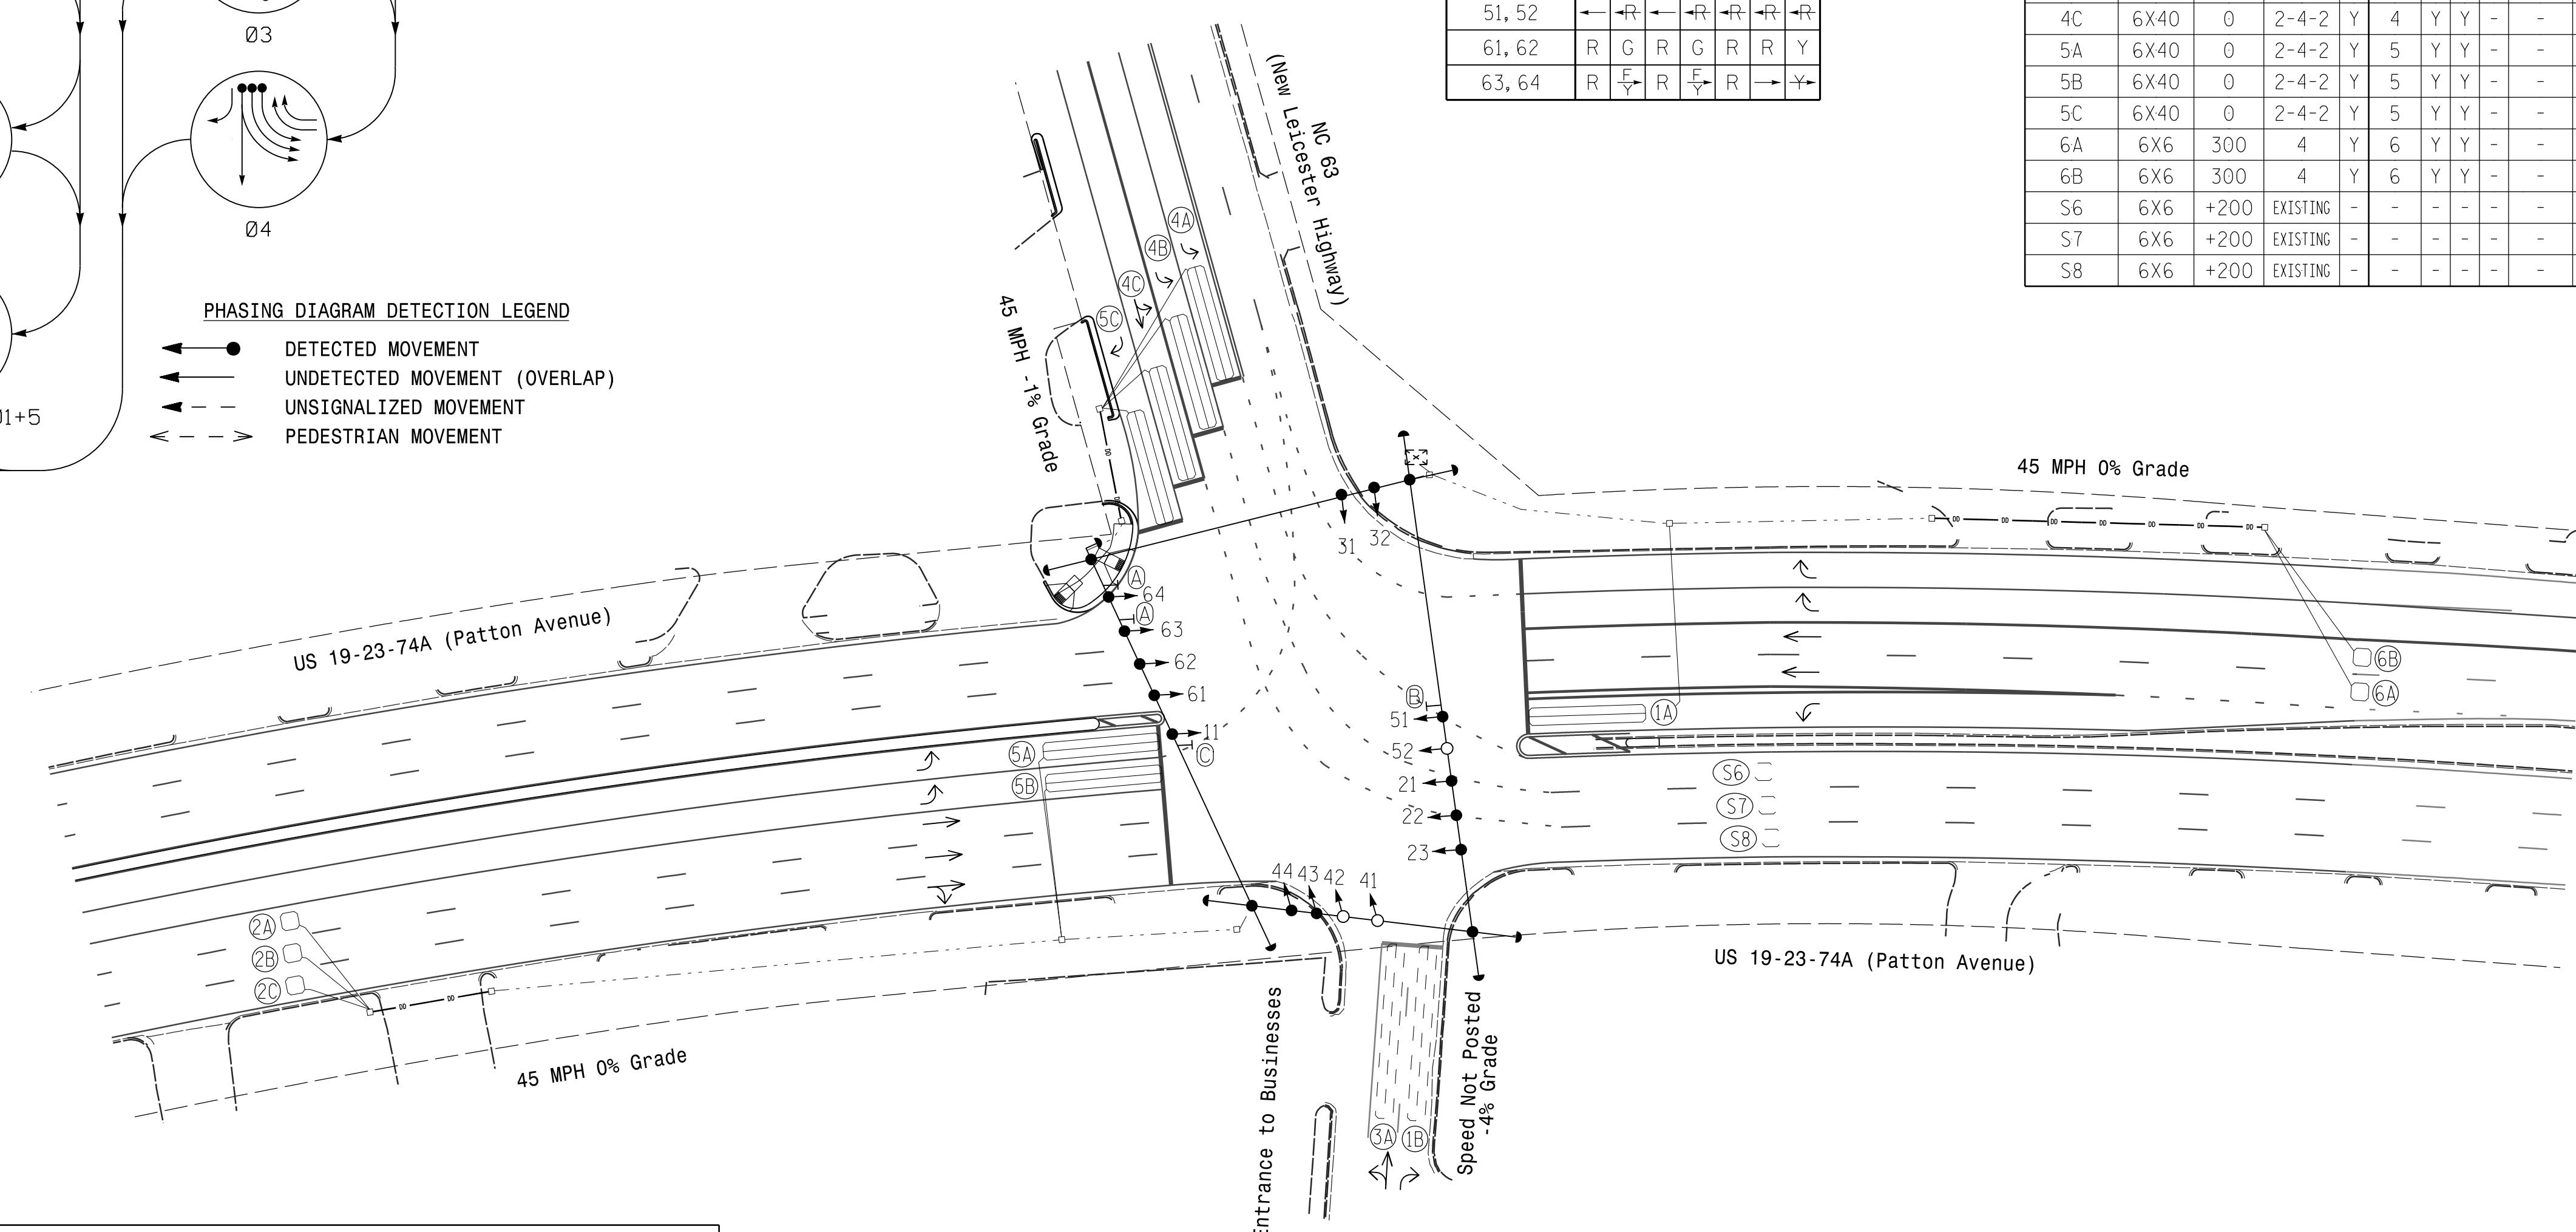 Ø3
Ø4
Ø1+5
PHASING DIAGRAM DETECTION LEGEND
DETECTED MOVEMENT
UNDETECTED MOVEMENT (OVERLAP)
UNSIGNALIZED MOVEMENT
PEDESTRIAN MOVEMENT
51, 52 R R R R R
61, 62 R G R G R R Y
63, 64 R F Y R F Y R Y
4C 6X40 0 2-4-2 Y 4 Y Y - -
5A 6X40 0 2-4-2 Y 5 Y Y - -
5B 6X40 0 2-4-2 Y 5 Y Y - -
5C 6X40 0 2-4-2 Y 5 Y Y - -
6A 6X6 300 4 Y 6 Y Y - -
6B 6X6 300 4 Y 6 Y Y - -
S6 6X6 +200 EXISTING - - - - - -
S7 6X6 +200 EXISTING - - - - - -
S8 6X6 +200 EXISTING - - - - - -
NC 63
(New Leicester Highway)
45 MPH -1% Grade
4A
4B
4C
5C
31
32
A
64
A
63
62
61
11
C
B
51
52
21
22
23
44 43 42 41
45 MPH 0% Grade
6B
6A
1A
S6
S7
S8
US 19-23-74A (Patton Avenue)
5A
5B
2A
2B
2C
45 MPH 0% Grade
US 19-23-74A (Patton Avenue)
Entrance to Businesses
Speed Not Posted
-4% Grade
3A
1B